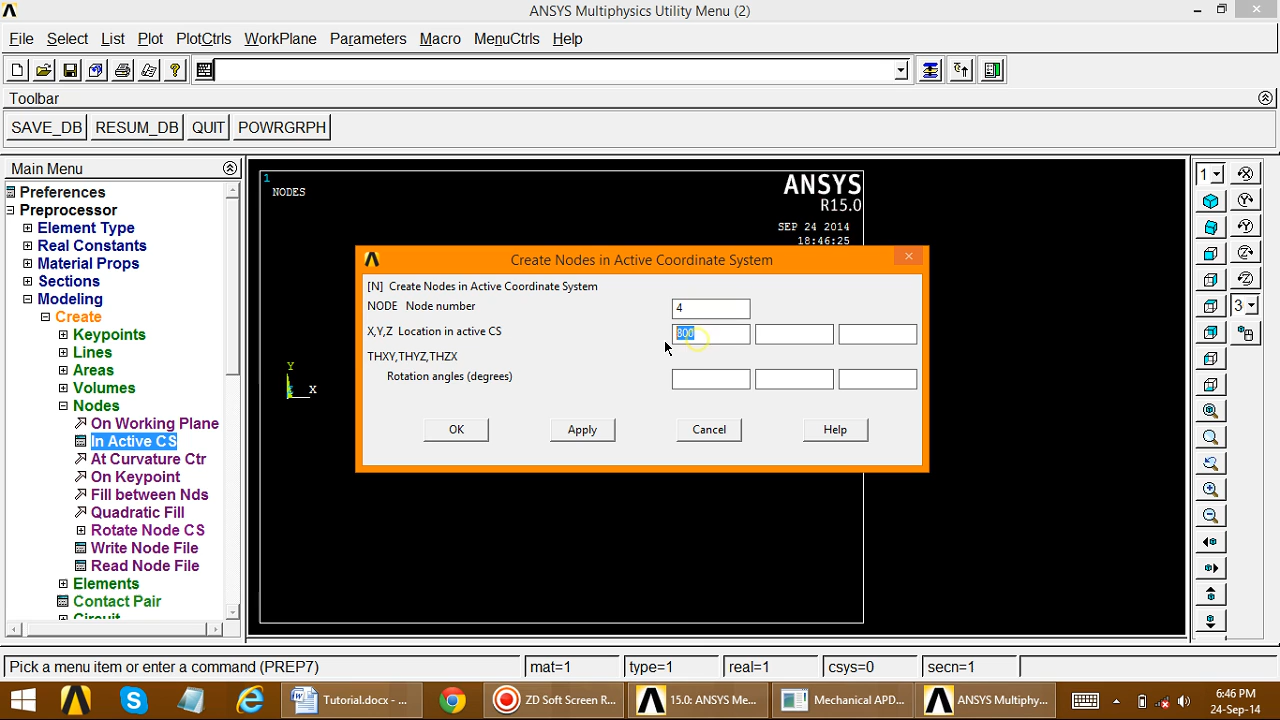 ANSYS Multiphysics Utility Menu (2)
File Select List Plot PlotCtrls WorkPlane Parameters Macro MenuCtrls Help
Toolbar
SAVE_DB RESUM_DB QUIT POWRGRPH
Main Menu
Preferences
Preprocessor
Element Type
Real Constants
Material Props
Sections
Modeling
Create
Keypoints
Lines
Areas
Volumes
Nodes
On Working Plane
In Active CS
At Curvature Ctr
On Keypoint
Fill between Nds
Quadratic Fill
Rotate Node CS
Write Node File
Read Node File
Elements
Contact Pair
Circuit
1
NODES
ANSYS
R15.0
SEP 24 2014
18:46:25
Y
X
Create Nodes in Active Coordinate System
[N] Create Nodes in Active Coordinate System
NODE Node number 4
X,Y,Z Location in active CS 800
THXY,THYZ,THZX
Rotation angles (degrees)
OK Apply Cancel Help
1
3
Pick a menu item or enter a command (PREP7) mat=1 type=1 real=1 csys=0 secn=1
Tutorial.docx - ... ZD Soft Screen R... 15.0: ANSYS Me... Mechanical APD... ANSYS Multiphy...
6:46 PM
24-Sep-14